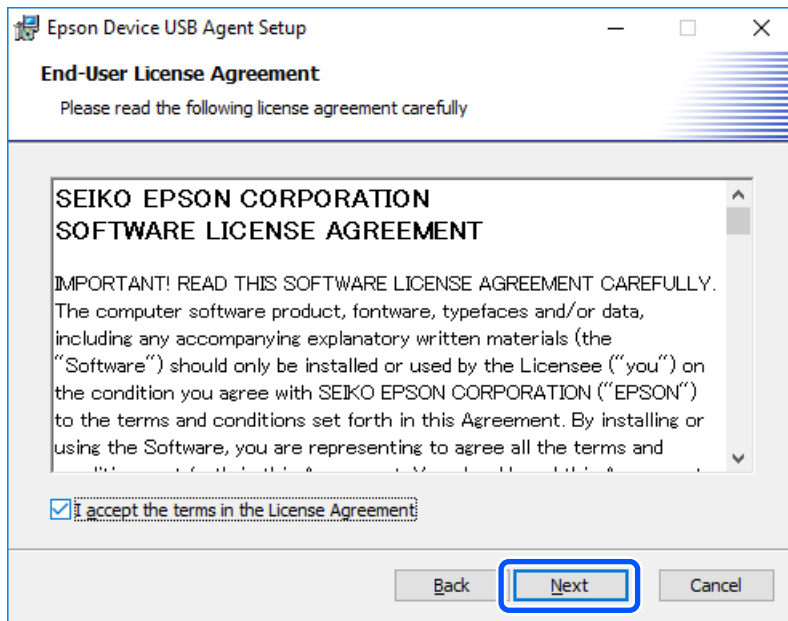 Epson Device USB Agent Setup
End-User License Agreement
Please read the following license agreement carefully
SEIKO EPSON CORPORATION
SOFTWARE LICENSE AGREEMENT
IMPORTANT! READ THIS SOFTWARE LICENSE AGREEMENT CAREFULLY.
The computer software product, fontware, typefaces and/or data,
including any accompanying explanatory written materials (the
"Software") should only be installed or used by the Licensee ("you") on
the condition you agree with SEIKO EPSON CORPORATION ("EPSON")
to the terms and conditions set forth in this Agreement. By installing or
using the Software, you are representing to agree all the terms and
I accept the terms in the License Agreement
Back
Next
Cancel